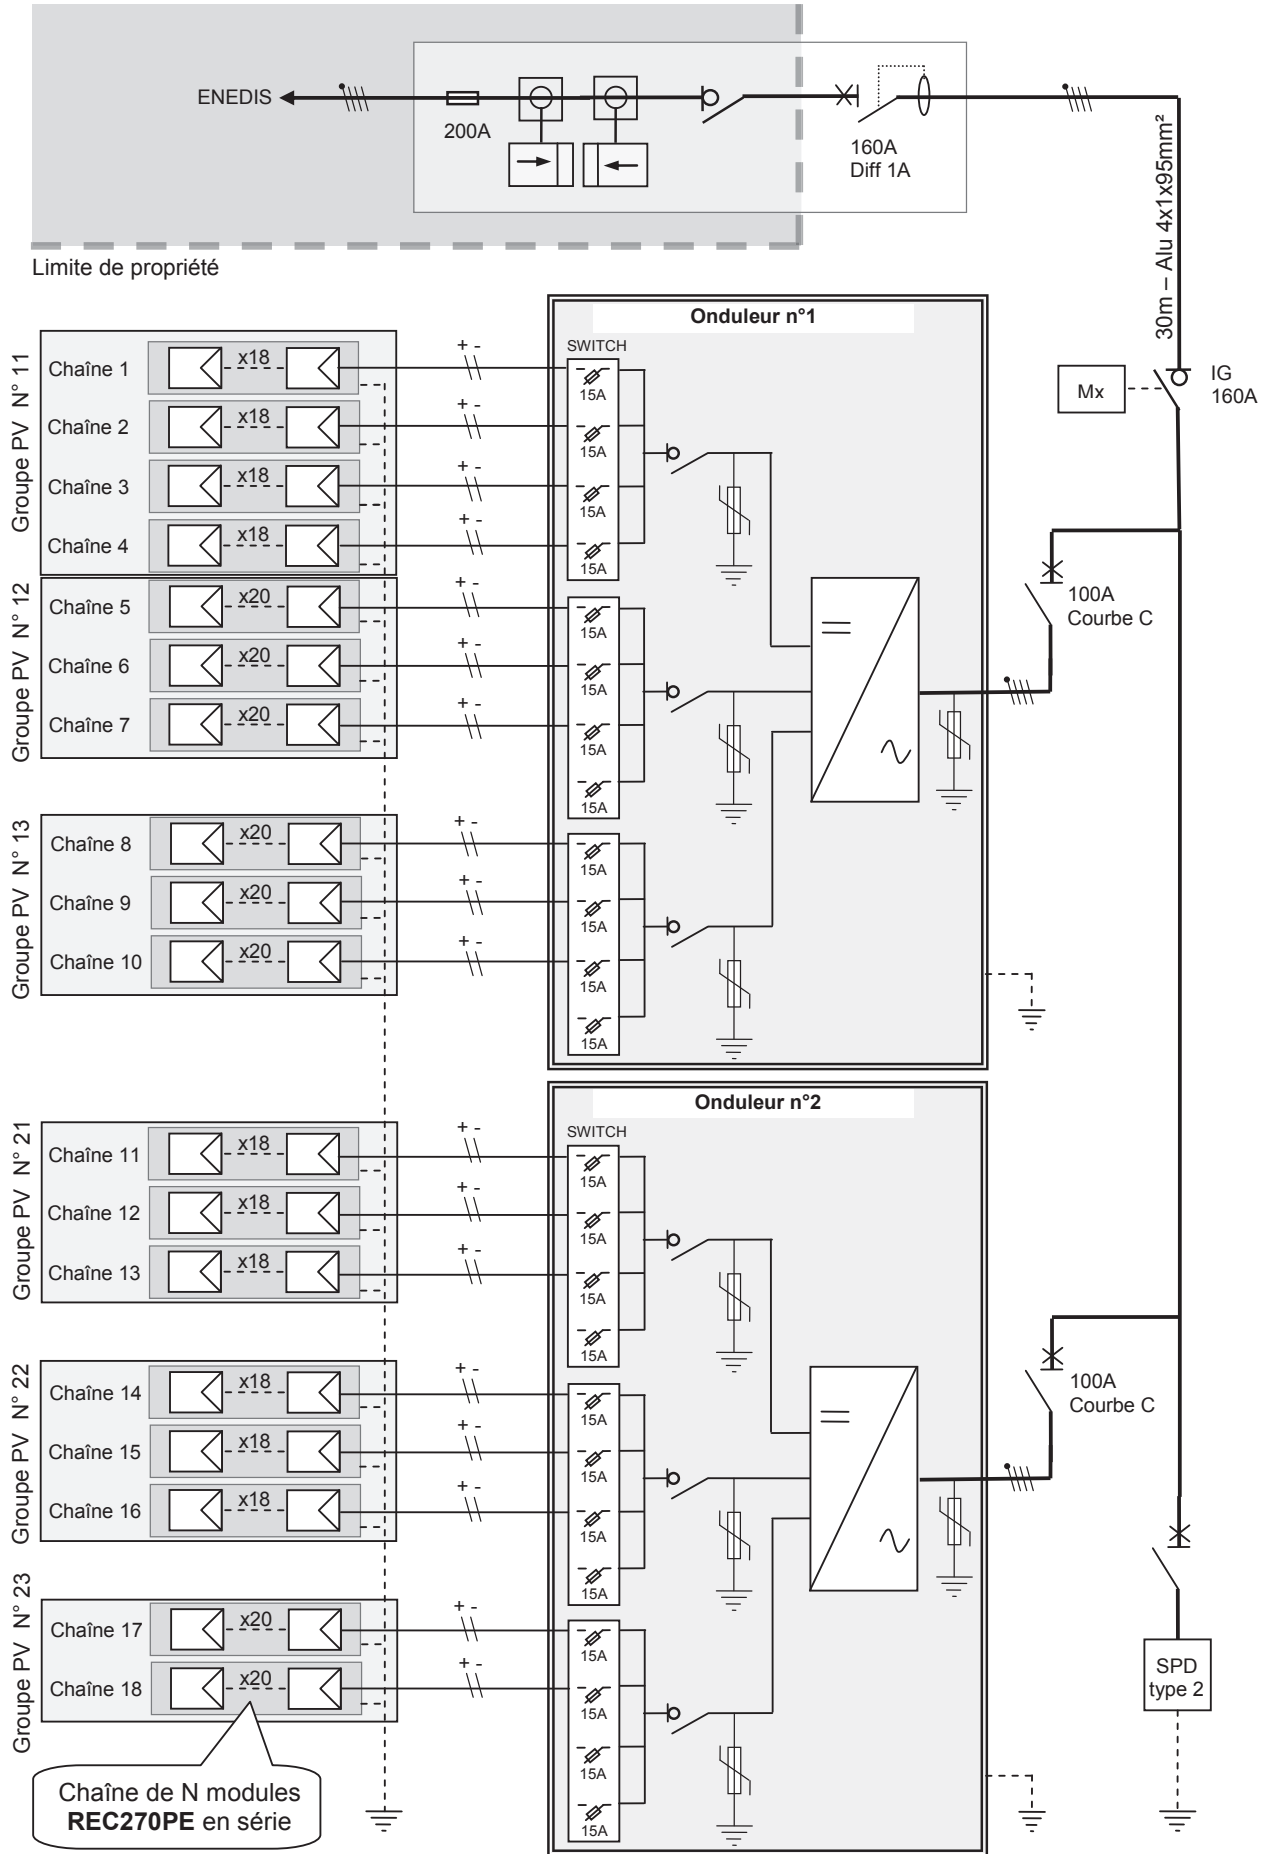 ENEDIS
200A
160A
Diff 1A
30m – Alu 4x1x95mm²
Limite de propriété
Mx
IG
160A
Onduleur n°1
SWITCH
Groupe PV N° 11
Chaîne 1
x18
+ -
15A
Chaîne 2
x18
+ -
15A
Chaîne 3
x18
+ -
15A
Chaîne 4
x18
+ -
15A
100A
Courbe C
Groupe PV N° 12
Chaîne 5
x20
+ -
15A
Chaîne 6
x20
+ -
15A
Chaîne 7
x20
+ -
15A
15A
Groupe PV N° 13
Chaîne 8
x20
+ -
15A
Chaîne 9
x20
+ -
15A
Chaîne 10
x20
+ -
15A
15A
Onduleur n°2
SWITCH
Groupe PV N° 21
Chaîne 11
x18
+ -
15A
Chaîne 12
x18
+ -
15A
Chaîne 13
x18
+ -
15A
15A
100A
Courbe C
Groupe PV N° 22
Chaîne 14
x18
+ -
15A
Chaîne 15
x18
+ -
15A
Chaîne 16
x18
+ -
15A
15A
Groupe PV N° 23
Chaîne 17
x20
+ -
15A
Chaîne 18
x20
+ -
15A
15A
15A
SPD
type 2
Chaîne de N modules
REC270PE en série